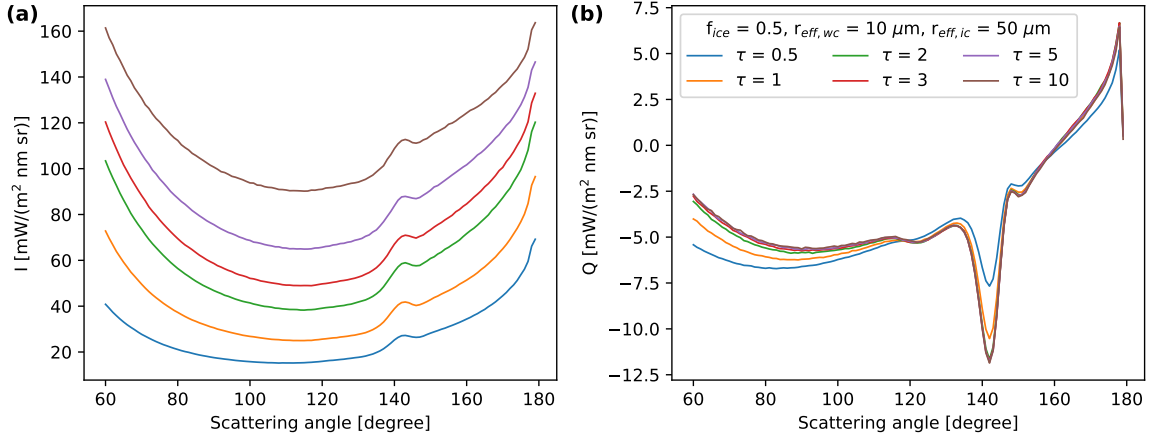 (a)
160
140
120
100
80
60
40
20
I [mW/(m² nm sr)]
60 80 100 120 140 160 180
Scattering angle [degree]
(b)
7.5
5.0
2.5
0.0
−2.5
−5.0
−7.5
−10.0
−12.5
Q [mW/(m² nm sr)]
f_ice = 0.5, r_eff,wc = 10 μm, r_eff,ic = 50 μm
τ = 0.5 τ = 2 τ = 5
τ = 1 τ = 3 τ = 10
60 80 100 120 140 160 180
Scattering angle [degree]